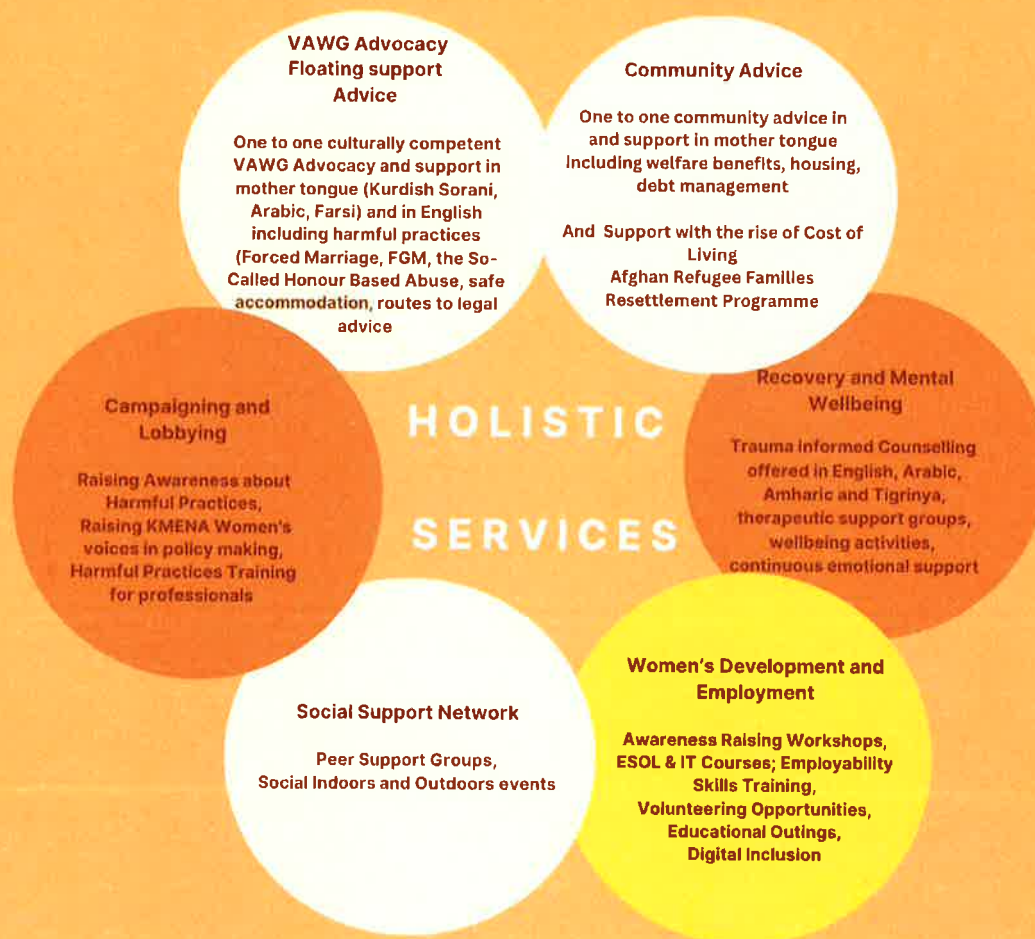 VAWG Advocacy
Floating support
Advice
One to one culturally competent
VAWG Advocacy and support in
mother tongue (Kurdish Sorani,
Arabic, Farsi) and in English
including harmful practices
(Forced Marriage, FGM, the So-
Called Honour Based Abuse, safe
accommodation, routes to legal
advice
Community Advice
One to one community advice in
and support in mother tongue
including welfare benefits, housing,
debt management
And Support with the rise of Cost of
Living
Afghan Refugee Families
Resettlement Programme
Campaigning and
Lobbying
Raising Awareness about
Harmful Practices,
Raising KMENA Women's
voices in policy making,
Harmful Practices Training
for professionals
HOLISTIC
SERVICES
Recovery and Mental
Wellbeing
Trauma Informed Counselling
offered in English, Arabic,
Amharic and Tigrinya,
therapeutic support groups,
wellbeing activities,
continuous emotional support
Social Support Network
Peer Support Groups,
Social Indoors and Outdoors events
Women's Development and
Employment
Awareness Raising Workshops,
ESOL & IT Courses; Employability
Skills Training,
Volunteering Opportunities,
Educational Outings,
Digital Inclusion